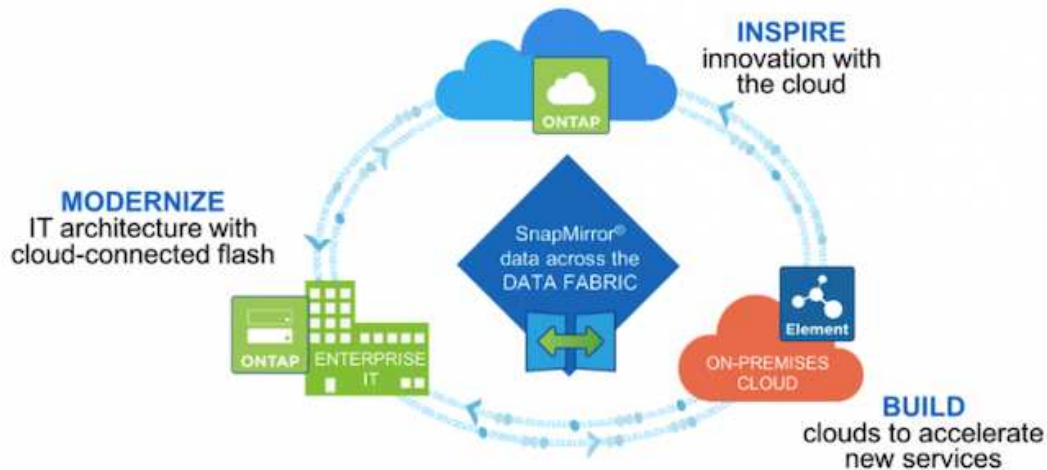 INSPIRE
innovation with
the cloud
ONTAP
MODERNIZE
IT architecture with
cloud-connected flash
SnapMirror®
data across the
DATA FABRIC
ONTAP
ENTERPRISE
IT
Element
ON-PREMISES
CLOUD
BUILD
clouds to accelerate
new services